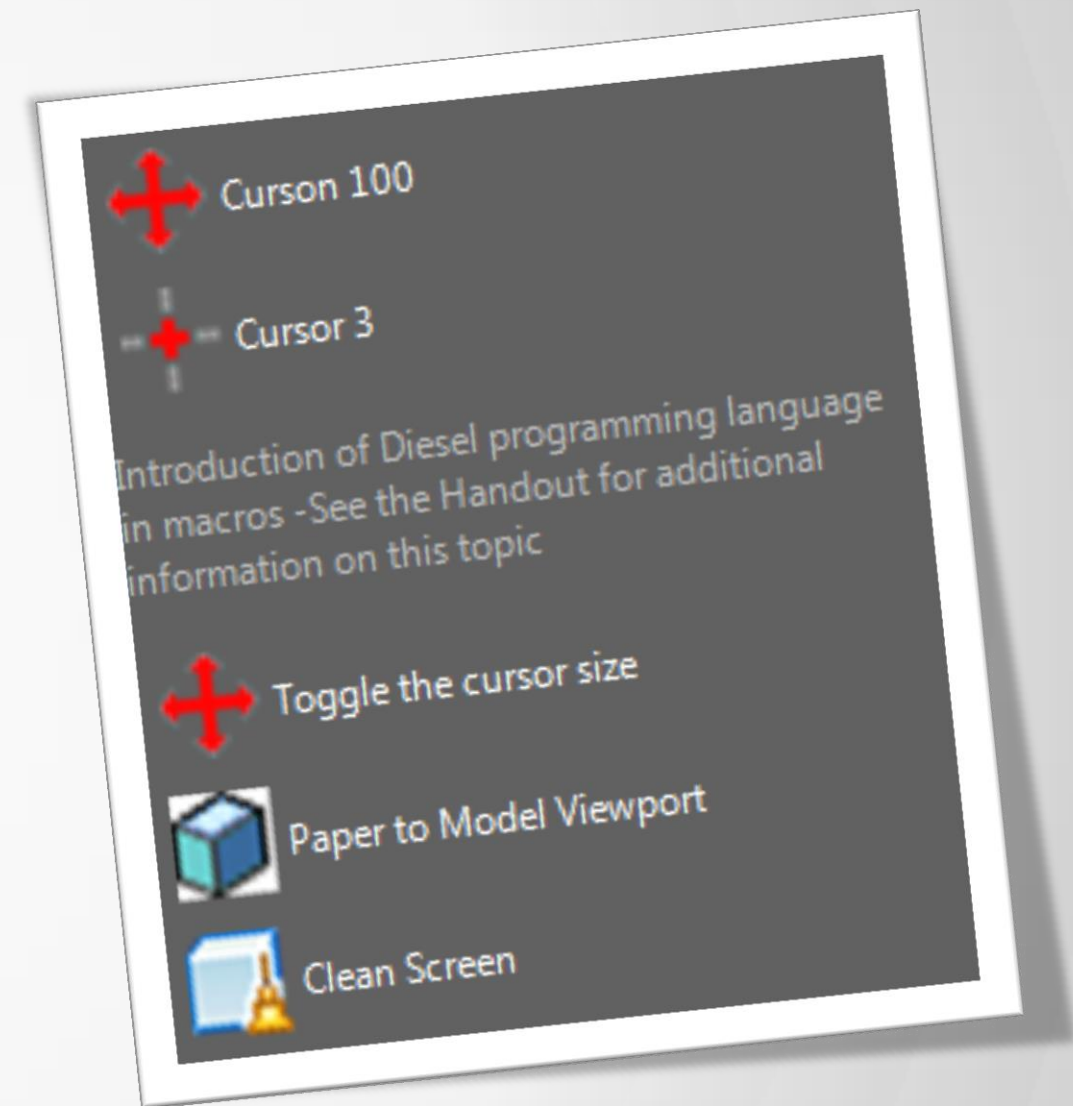 Curson 100
Cursor 3
Introduction of Diesel programming language
in macros -See the Handout for additional
information on this topic
Toggle the cursor size
Paper to Model Viewport
Clean Screen